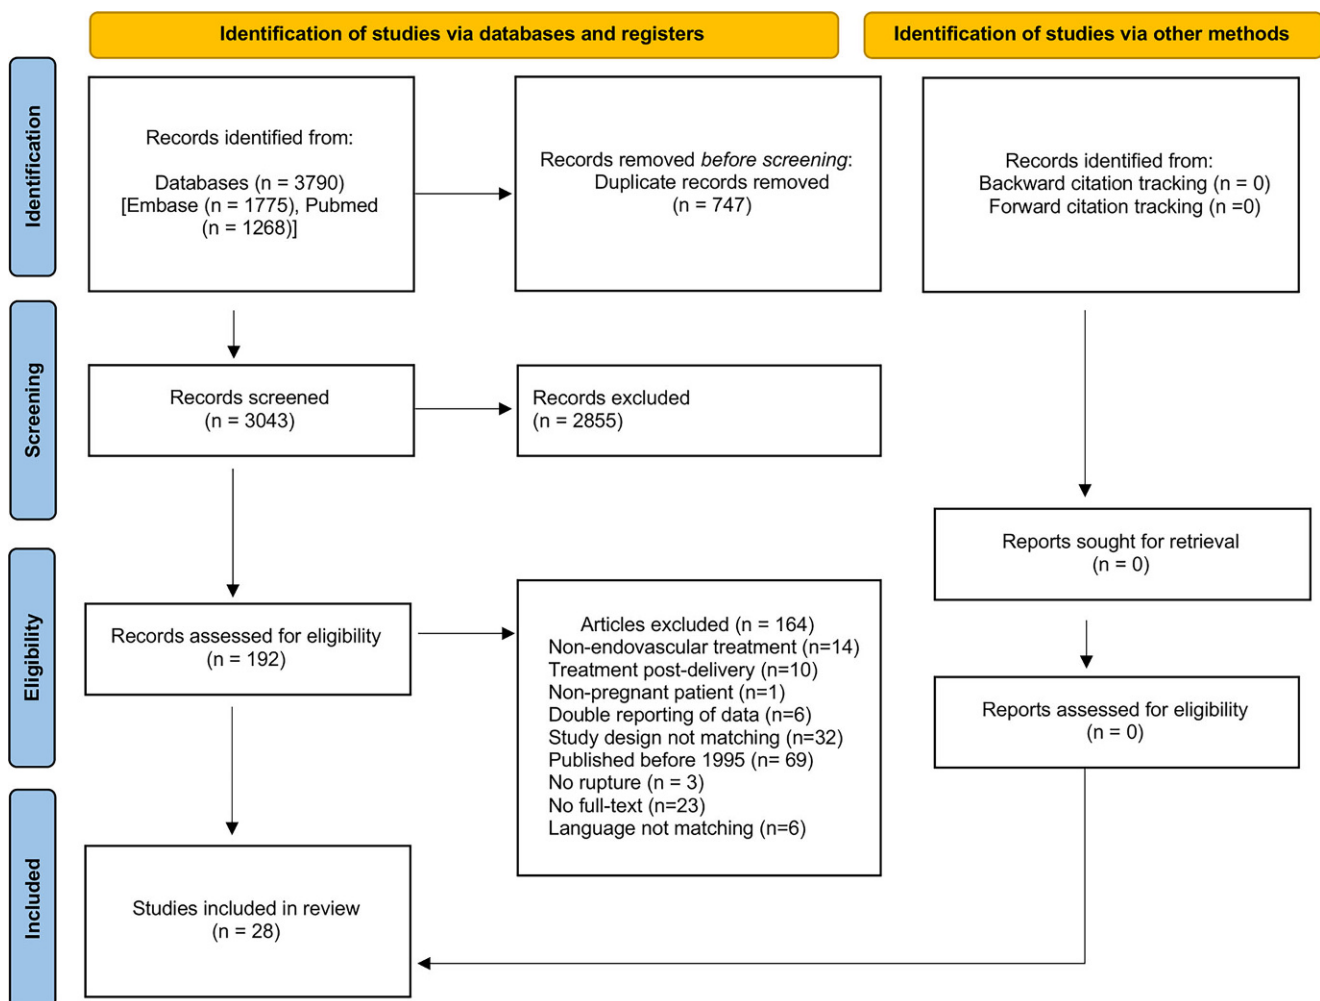 Identification of studies via databases and registers
Identification of studies via other methods
Identification
Records identified from:
Databases (n = 3790)
[Embase (n = 1775), Pubmed
(n = 1268)]
Records removed before screening:
Duplicate records removed
(n = 747)
Records identified from:
Backward citation tracking (n = 0)
Forward citation tracking (n =0)
Screening
Records screened
(n = 3043)
Records excluded
(n = 2855)
Reports sought for retrieval
(n = 0)
Eligibility
Records assessed for eligibility
(n = 192)
Articles excluded (n = 164)
Non-endovascular treatment (n=14)
Treatment post-delivery (n=10)
Non-pregnant patient (n=1)
Double reporting of data (n=6)
Study design not matching (n=32)
Published before 1995 (n= 69)
No rupture (n = 3)
No full-text (n=23)
Language not matching (n=6)
Reports assessed for eligibility
(n = 0)
Included
Studies included in review
(n = 28)